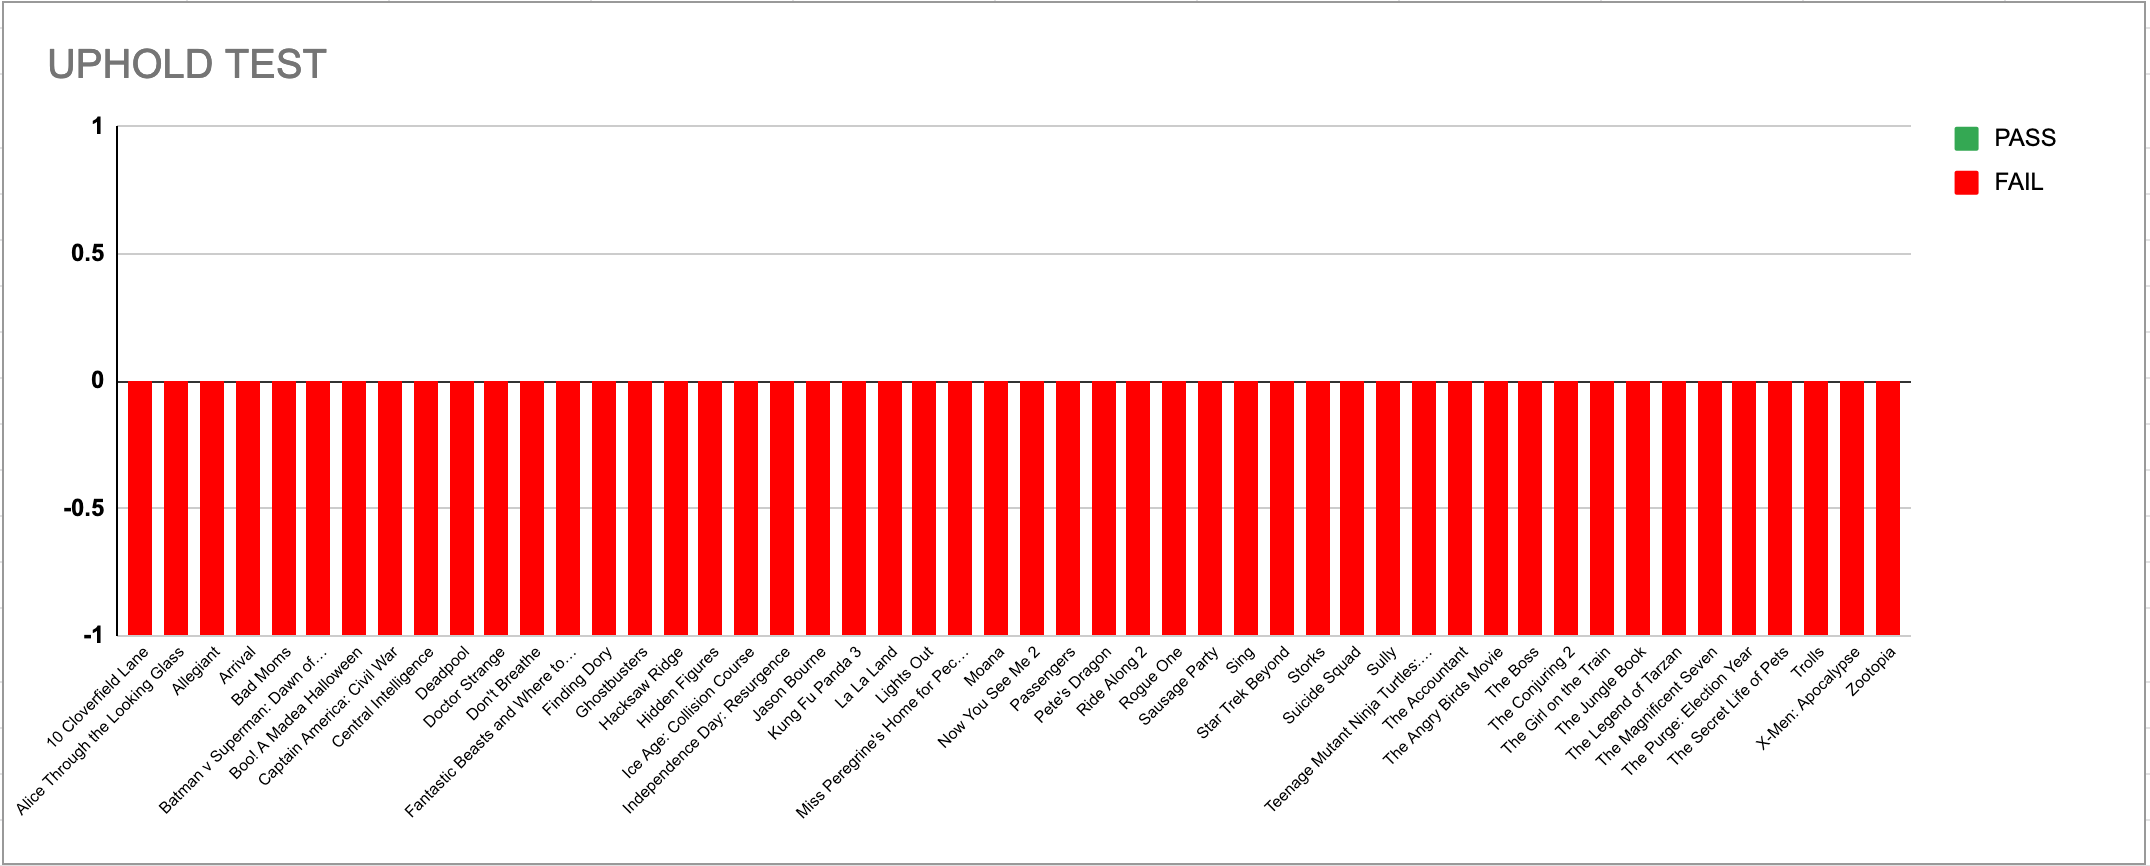 UPHOLD TEST
1
0.5
0
-0.5
-1
PASS
FAIL
10 Cloverfield Lane
Alice Through the Looking Glass
Allegiant
Arrival
Bad Moms
Batman v Superman: Dawn of...
Boo! A Madea Halloween
Captain America: Civil War
Central Intelligence
Deadpool
Doctor Strange
Don't Breathe
Fantastic Beasts and Where to...
Finding Dory
Ghostbusters
Hacksaw Ridge
Hidden Figures
Ice Age: Collision Course
Independence Day: Resurgence
Jason Bourne
Kung Fu Panda 3
La La Land
Lights Out
Miss Peregrine's Home for Pec...
Moana
Now You See Me 2
Passengers
Pete's Dragon
Ride Along 2
Rogue One
Sausage Party
Sing
Star Trek Beyond
Storks
Suicide Squad
Sully
Teenage Mutant Ninja Turtles:...
The Accountant
The Angry Birds Movie
The Boss
The Conjuring 2
The Girl on the Train
The Jungle Book
The Legend of Tarzan
The Magnificent Seven
The Purge: Election Year
The Secret Life of Pets
Trolls
X-Men: Apocalypse
Zootopia